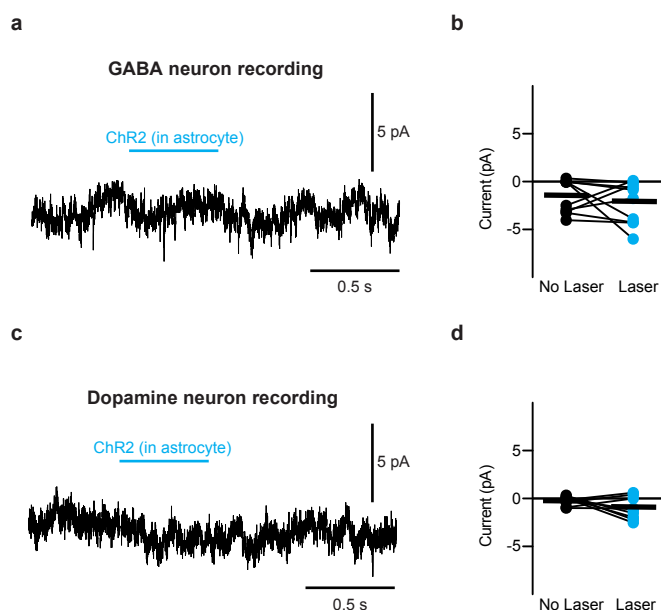 a
GABA neuron recording
ChR2 (in astrocyte)
5 pA
0.5 s
b
Current (pA)
5
0
-5
No Laser
Laser
c
Dopamine neuron recording
ChR2 (in astrocyte)
5 pA
0.5 s
d
Current (pA)
5
0
-5
No Laser
Laser